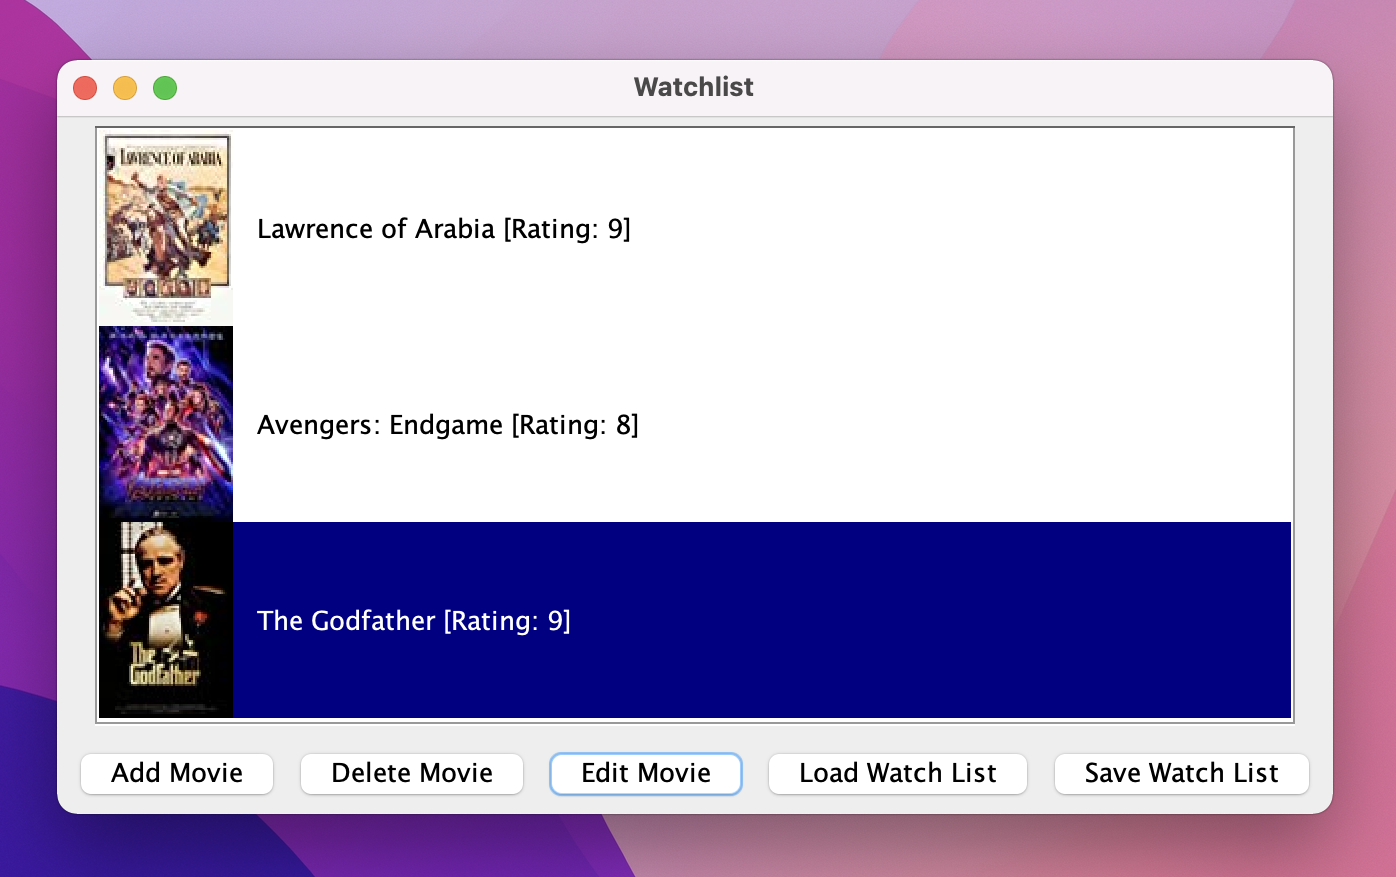 Watchlist
LAWRENCE OF ARABIA
Lawrence of Arabia [Rating: 9]
Avengers: Endgame [Rating: 8]
The Godfather [Rating: 9]
The
Godfather
Add Movie
Delete Movie
Edit Movie
Load Watch List
Save Watch List